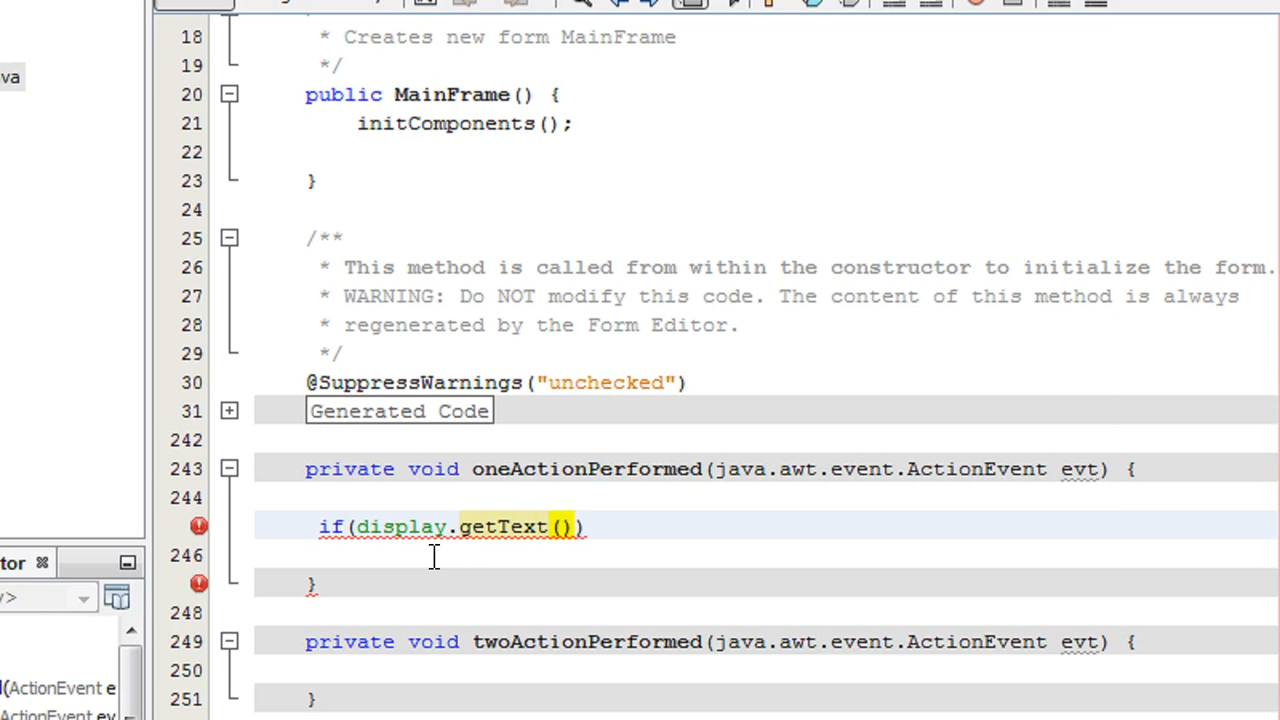 va
18 * Creates new form MainFrame
19 */
20 public MainFrame() {
21 initComponents();
22
23 }
24
25 /**
26 * This method is called from within the constructor to initialize the form.
27 * WARNING: Do NOT modify this code. The content of this method is always
28 * regenerated by the Form Editor.
29 */
30 @SuppressWarnings("unchecked")
31 Generated Code
242
243 private void oneActionPerformed(java.awt.event.ActionEvent evt) {
244
if(display.getText())
246
}
248
249 private void twoActionPerformed(java.awt.event.ActionEvent evt) {
250
251 }
tor
>
(ActionEvent e
ActionEvent ev